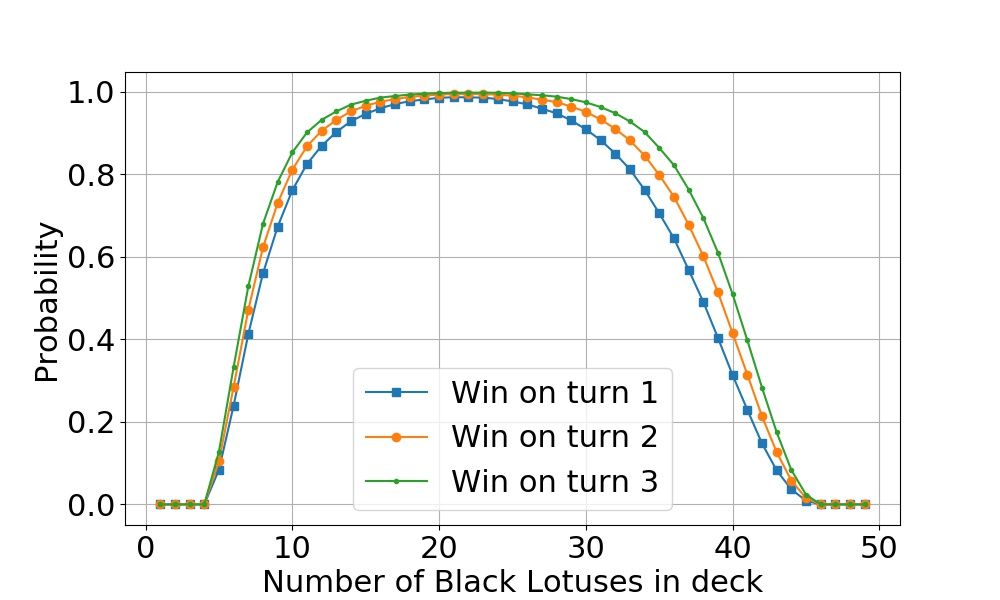 1.0
0.8
0.6
0.4
0.2
0.0
Probability
Win on turn 1
Win on turn 2
Win on turn 3
0 10 20 30 40 50
Number of Black Lotuses in deck